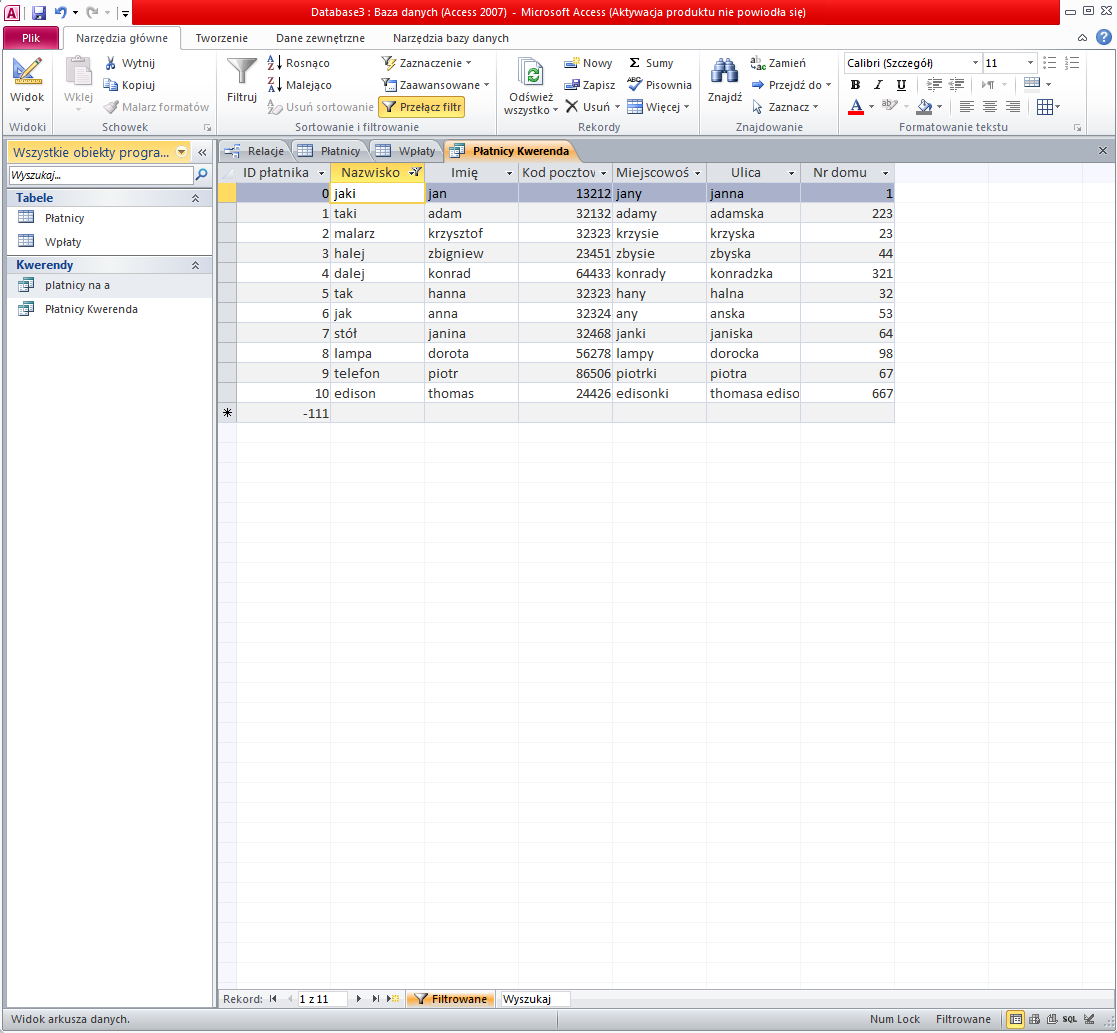 Database3 : Baza danych (Access 2007) - Microsoft Access (Aktywacja produktu nie powiodła się)
Plik Narzędzia główne Tworzenie Dane zewnętrzne Narzędzia bazy danych
Widok
Widoki
Wklej
Wytnij
Kopiuj
Malarz formatów
Schowek
Filtruj
Rosnąco
Malejąco
Usuń sortowanie
Zaznaczenie
Zaawansowane
Przełącz filtr
Sortowanie i filtrowanie
Odśwież
wszystko
Nowy
Zapisz
Usuń
Σ Sumy
Pisownia
Więcej
Rekordy
Znajdź
Zamień
Przejdź do
Zaznacz
Znajdowanie
Calibri (Szczegół) 11
B I U
A
Formatowanie tekstu
Wszystkie obiekty progra... «
Wyszukaj...
Tabele
Płatnicy
Wpłaty
Kwerendy
platnicy na a
Płatnicy Kwerenda
Relacje Płatnicy Wpłaty Płatnicy Kwerenda
ID płatnika Nazwisko Imię Kod pocztov Miejscowoś Ulica Nr domu
0 jaki jan 13212 jany janna 1
1 taki adam 32132 adamy adamska 223
2 malarz krzysztof 32323 krzysie krzyska 23
3 halej zbigniew 23451 zbysie zbyska 44
4 dalej konrad 64433 konrady konradzka 321
5 tak hanna 32323 hany halna 32
6 jak anna 32324 any anska 53
7 stół janina 32468 janki janiska 64
8 lampa dorota 56278 lampy dorocka 98
9 telefon piotr 86506 piotrki piotra 67
10 edison thomas 24426 edisonki thomasa ediso 667
-111
Rekord: 1 z 11 Filtrowane Wyszukaj
Widok arkusza danych. Num Lock Filtrowane SQL